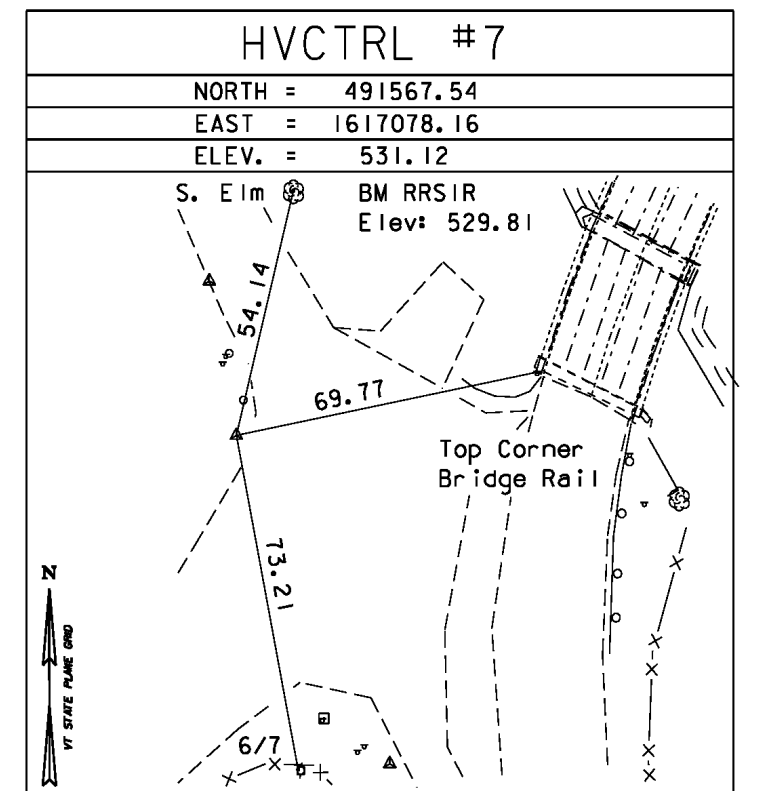 HVCTRL #7
NORTH = 491567.54
EAST = 1617078.16
ELEV. = 531.12
S. Elm
BM RRSIR
Elev: 529.81
54.14
69.77
Top Corner
Bridge Rail
73.21
N
VT STATE PLANE GRID
6/7